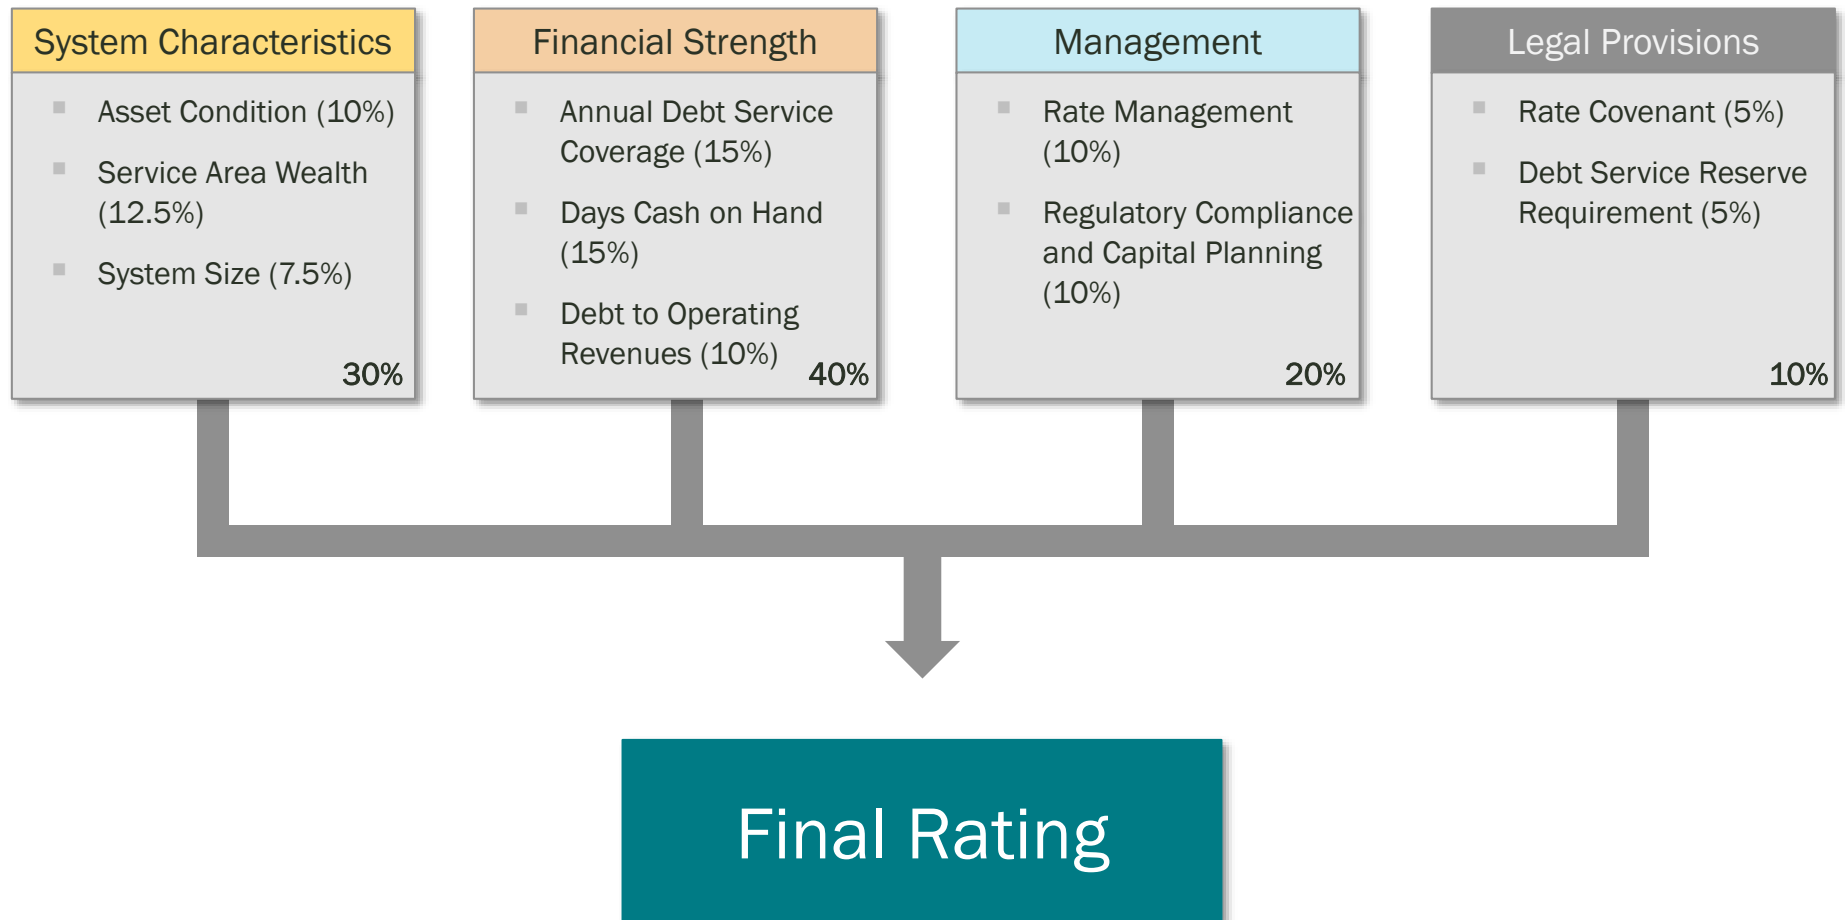 System Characteristics
Asset Condition (10%)
Service Area Wealth
(12.5%)
System Size (7.5%)
30%
Financial Strength
Annual Debt Service
Coverage (15%)
Days Cash on Hand
(15%)
Debt to Operating
Revenues (10%)
40%
Management
Rate Management
(10%)
Regulatory Compliance
and Capital Planning
(10%)
20%
Legal Provisions
Rate Covenant (5%)
Debt Service Reserve
Requirement (5%)
10%
Final Rating